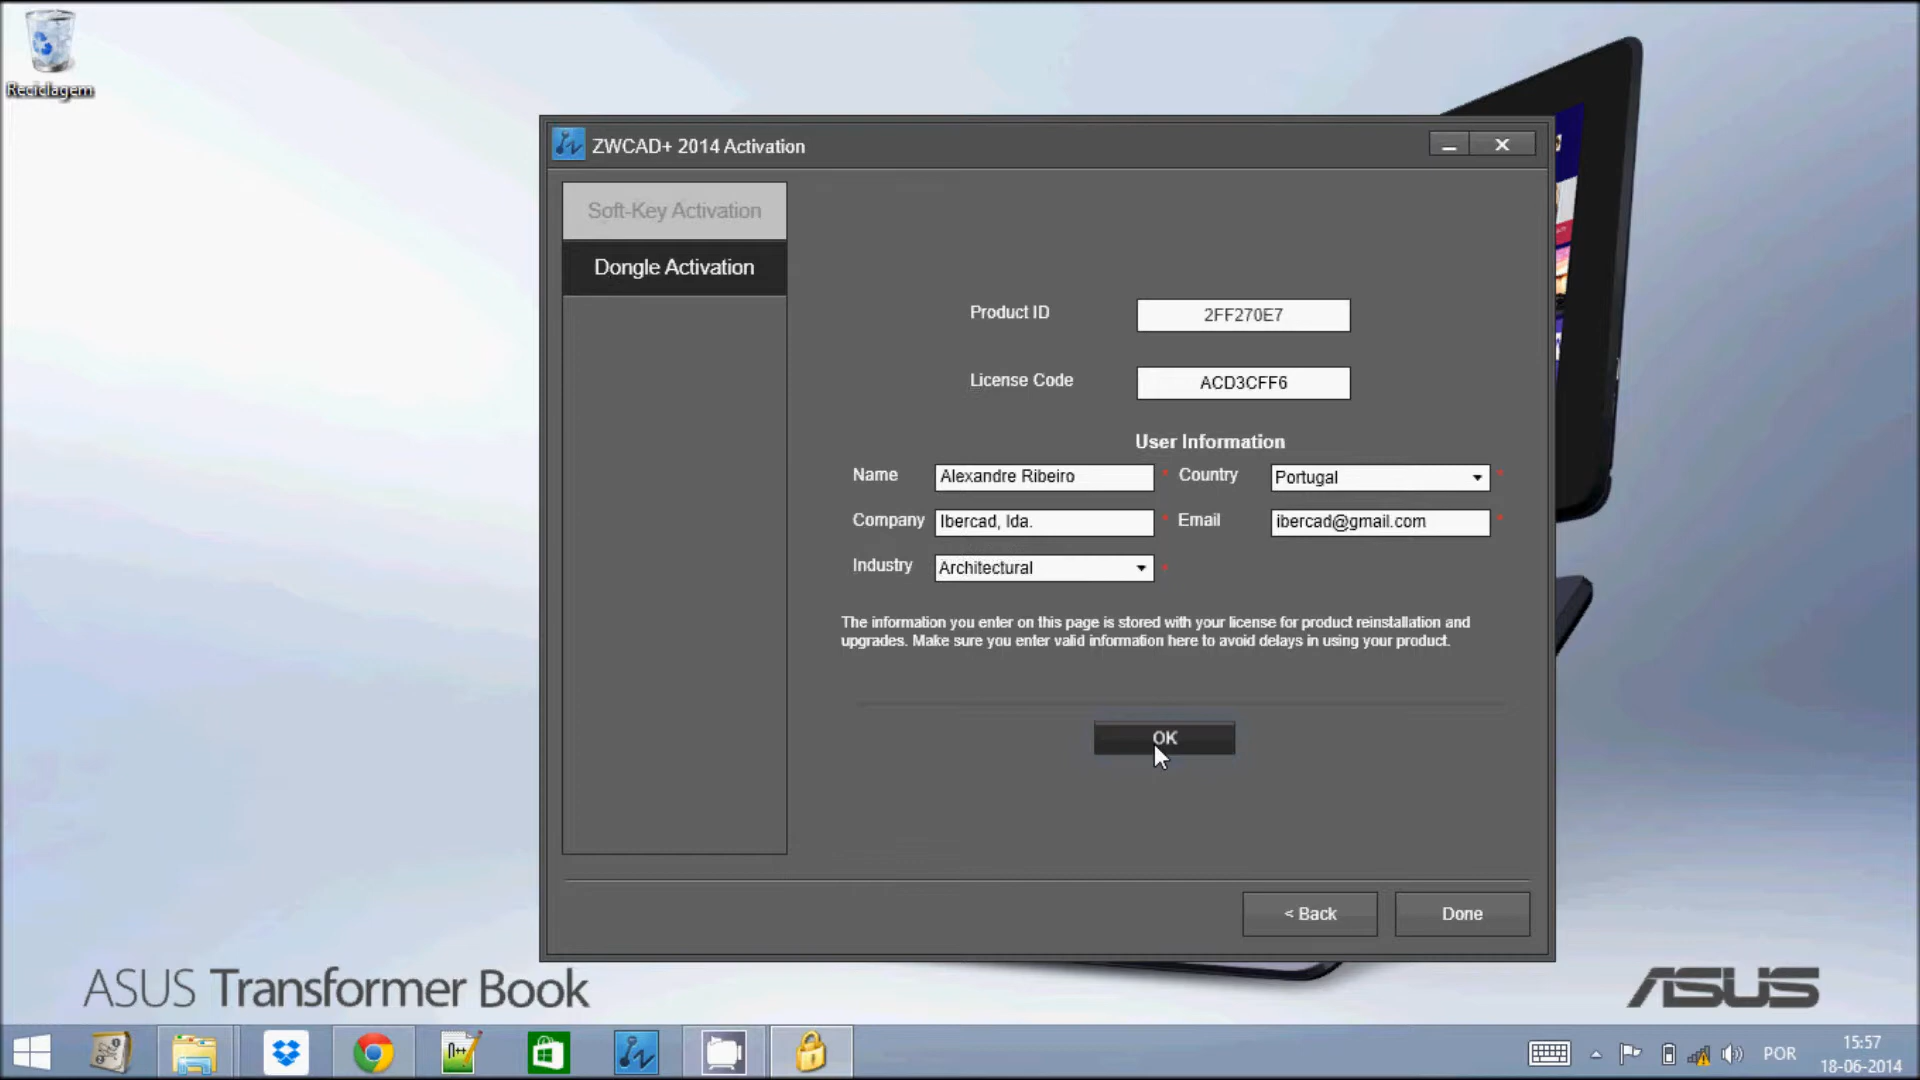 Reciclagem
ZWCAD+ 2014 Activation
Soft-Key Activation
Dongle Activation
Product ID
2FF270E7
License Code
ACD3CFF6
User Information
Name
Alexandre Ribeiro
*
Country
Portugal
*
Company
Ibercad, lda.
*
Email
ibercad@gmail.com
*
Industry
Architectural
*
The information you enter on this page is stored with your license for product reinstallation and
upgrades. Make sure you enter valid information here to avoid delays in using your product.
OK
< Back
Done
ASUS Transformer Book
ASUS
n++
POR
15:57
18-06-2014